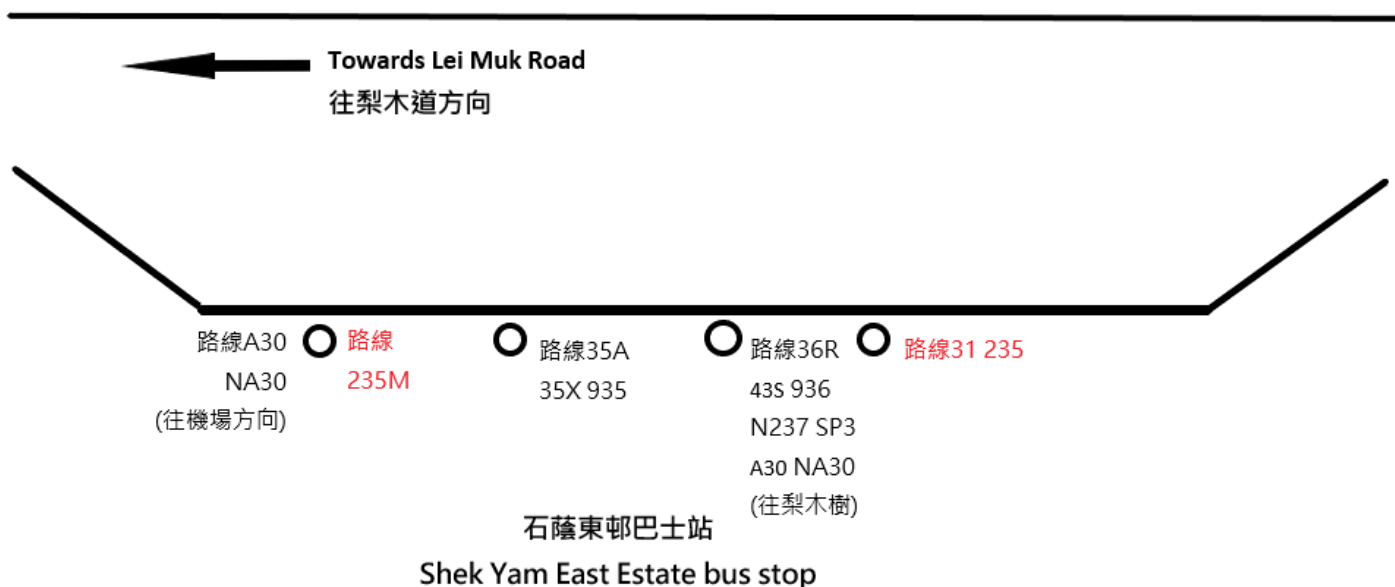 Towards Lei Muk Road
往梨木道方向
路線A30
NA30
(往機場方向)
路線
235M
路線35A
35X 935
路線36R
43S 936
N237 SP3
A30 NA30
(往梨木樹)
路線31 235
石蔭東邨巴士站
Shek Yam East Estate bus stop